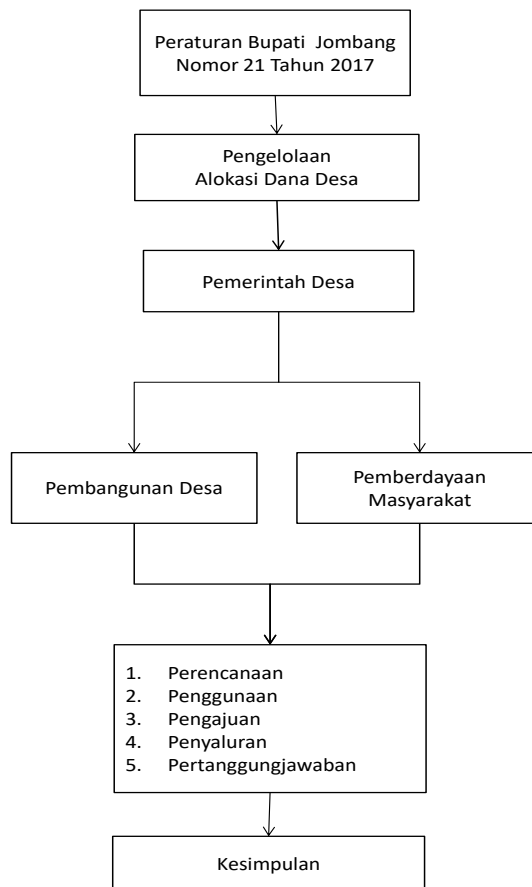 Peraturan Bupati Jombang
Nomor 21 Tahun 2017
Pengelolaan
Alokasi Dana Desa
Pemerintah Desa
Pembangunan Desa
Pemberdayaan
Masyarakat
1. Perencanaan
2. Penggunaan
3. Pengajuan
4. Penyaluran
5. Pertanggungjawaban
Kesimpulan